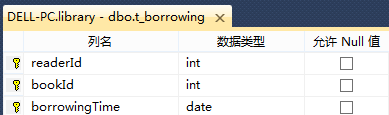 DELL-PC.library - dbo.t_borrowing
列名 数据类型 允许 Null 值
readerId int
bookId int
borrowingTime date